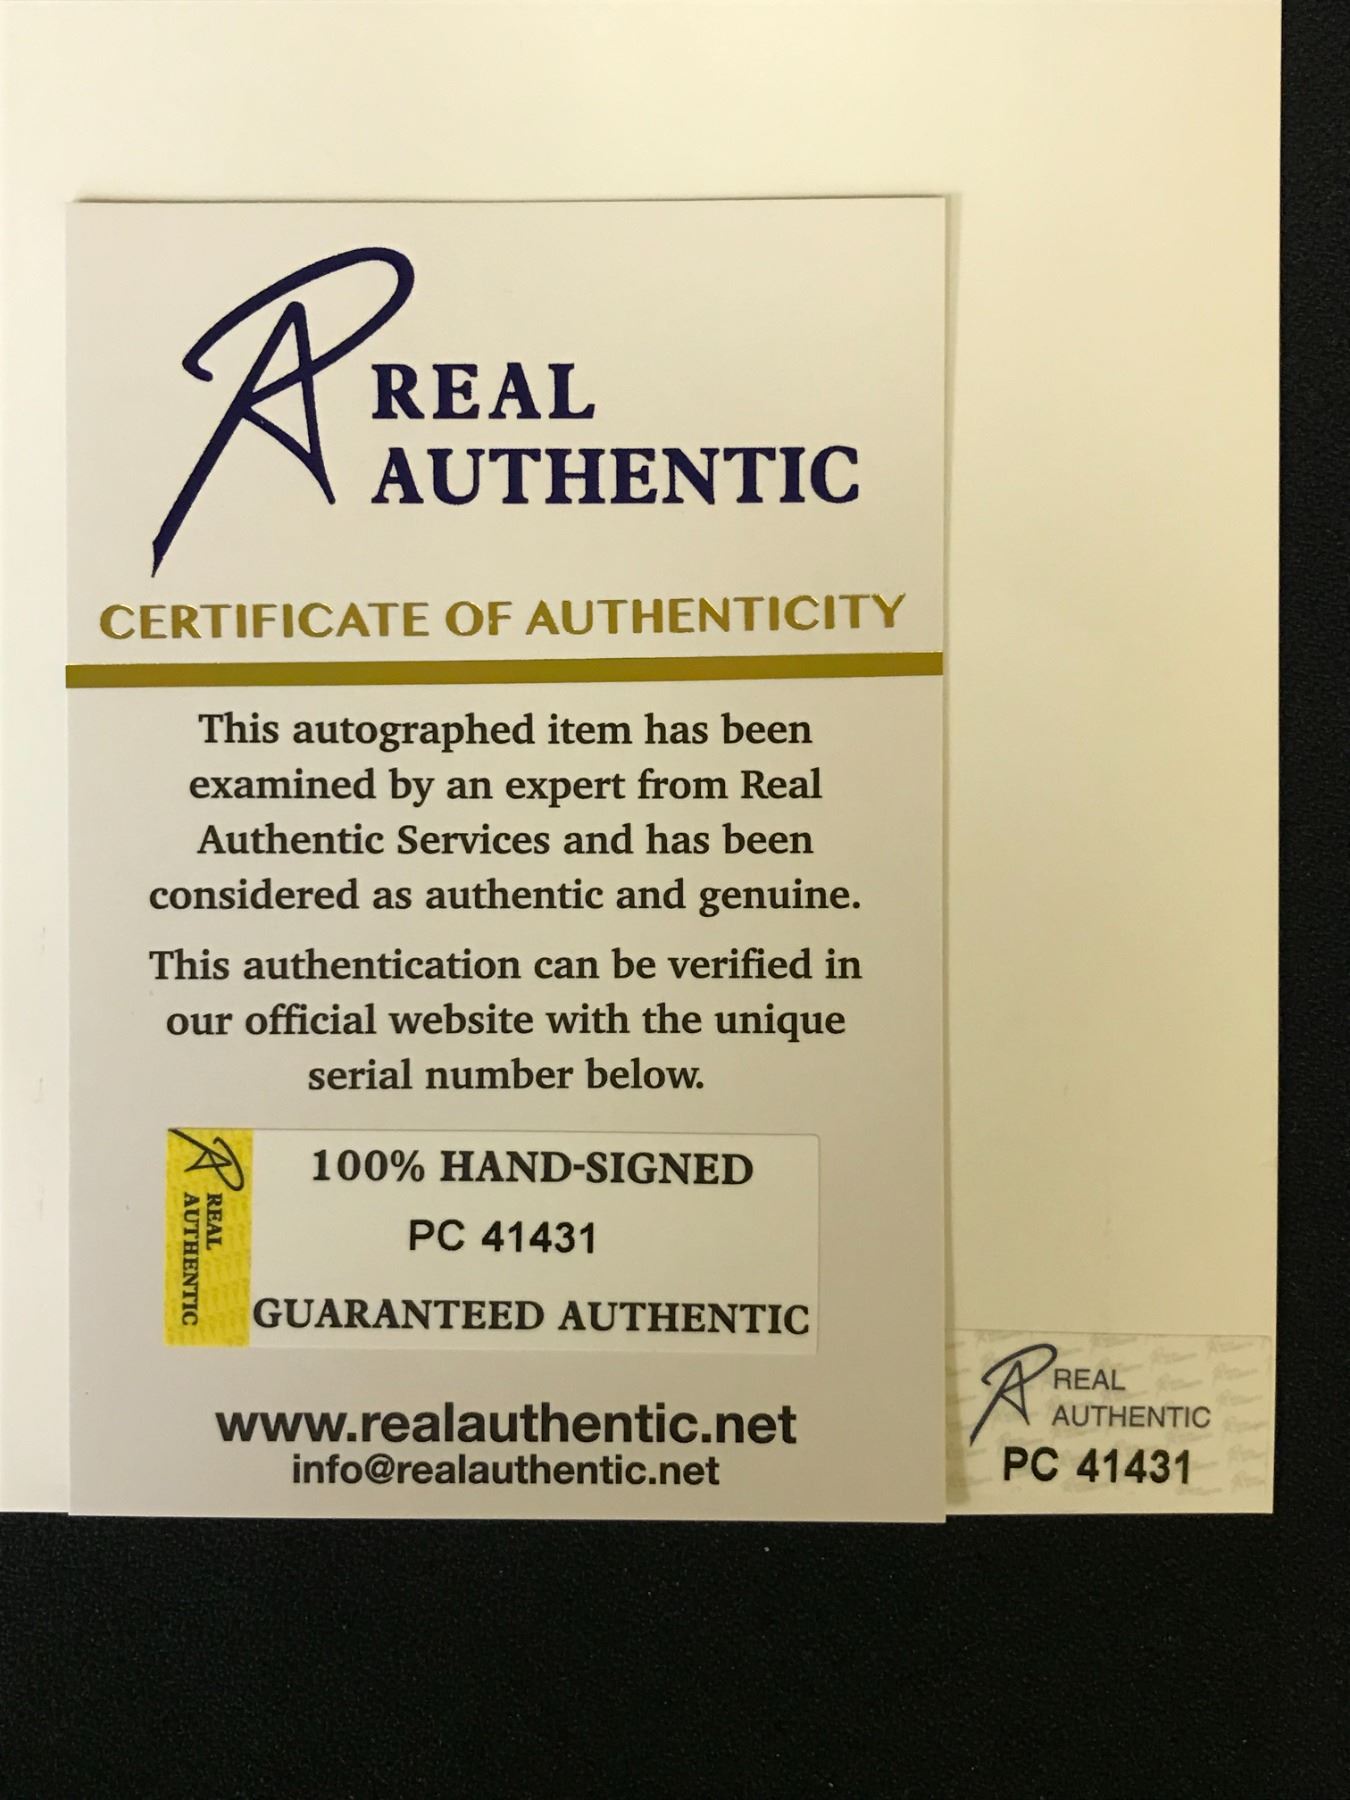 REAL
AUTHENTIC
CERTIFICATE OF AUTHENTICITY
This autographed item has been
examined by an expert from Real
Authentic Services and has been
considered as authentic and genuine.
This authentication can be verified in
our official website with the unique
serial number below.
REAL
AUTHENTIC
100% HAND-SIGNED
PC 41431
GUARANTEED AUTHENTIC
www.realauthentic.net
info@realauthentic.net
REAL
AUTHENTIC
PC 41431